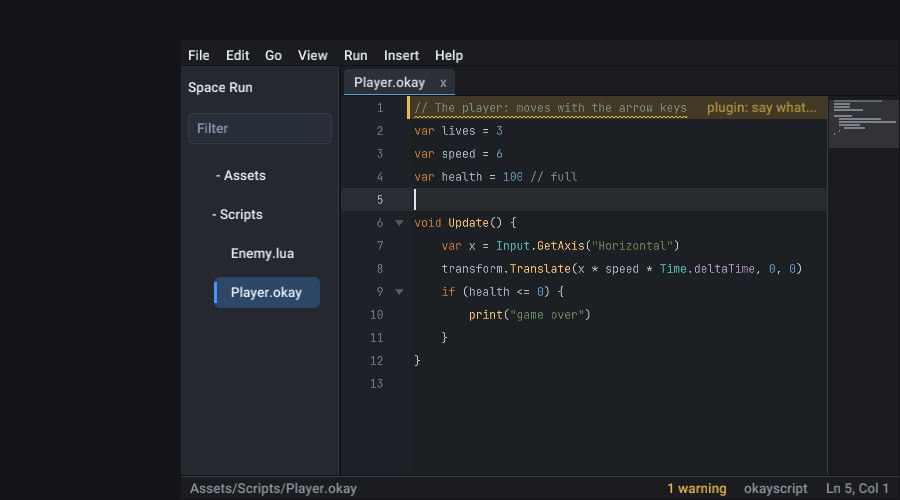 File Edit Go View Run Insert Help
Space Run
Filter
- Assets
- Scripts
Enemy.lua
Player.okay
Player.okay x
1 // The player: moves with the arrow keys plugin: say what...
2 var lives = 3
3 var speed = 6
4 var health = 100 // full
5
6 void Update() {
7 var x = Input.GetAxis("Horizontal")
8 transform.Translate(x * speed * Time.deltaTime, 0, 0)
9 if (health <= 0) {
10 print("game over")
11 }
12 }
13
Assets/Scripts/Player.okay 1 warning okayscript Ln 5, Col 1